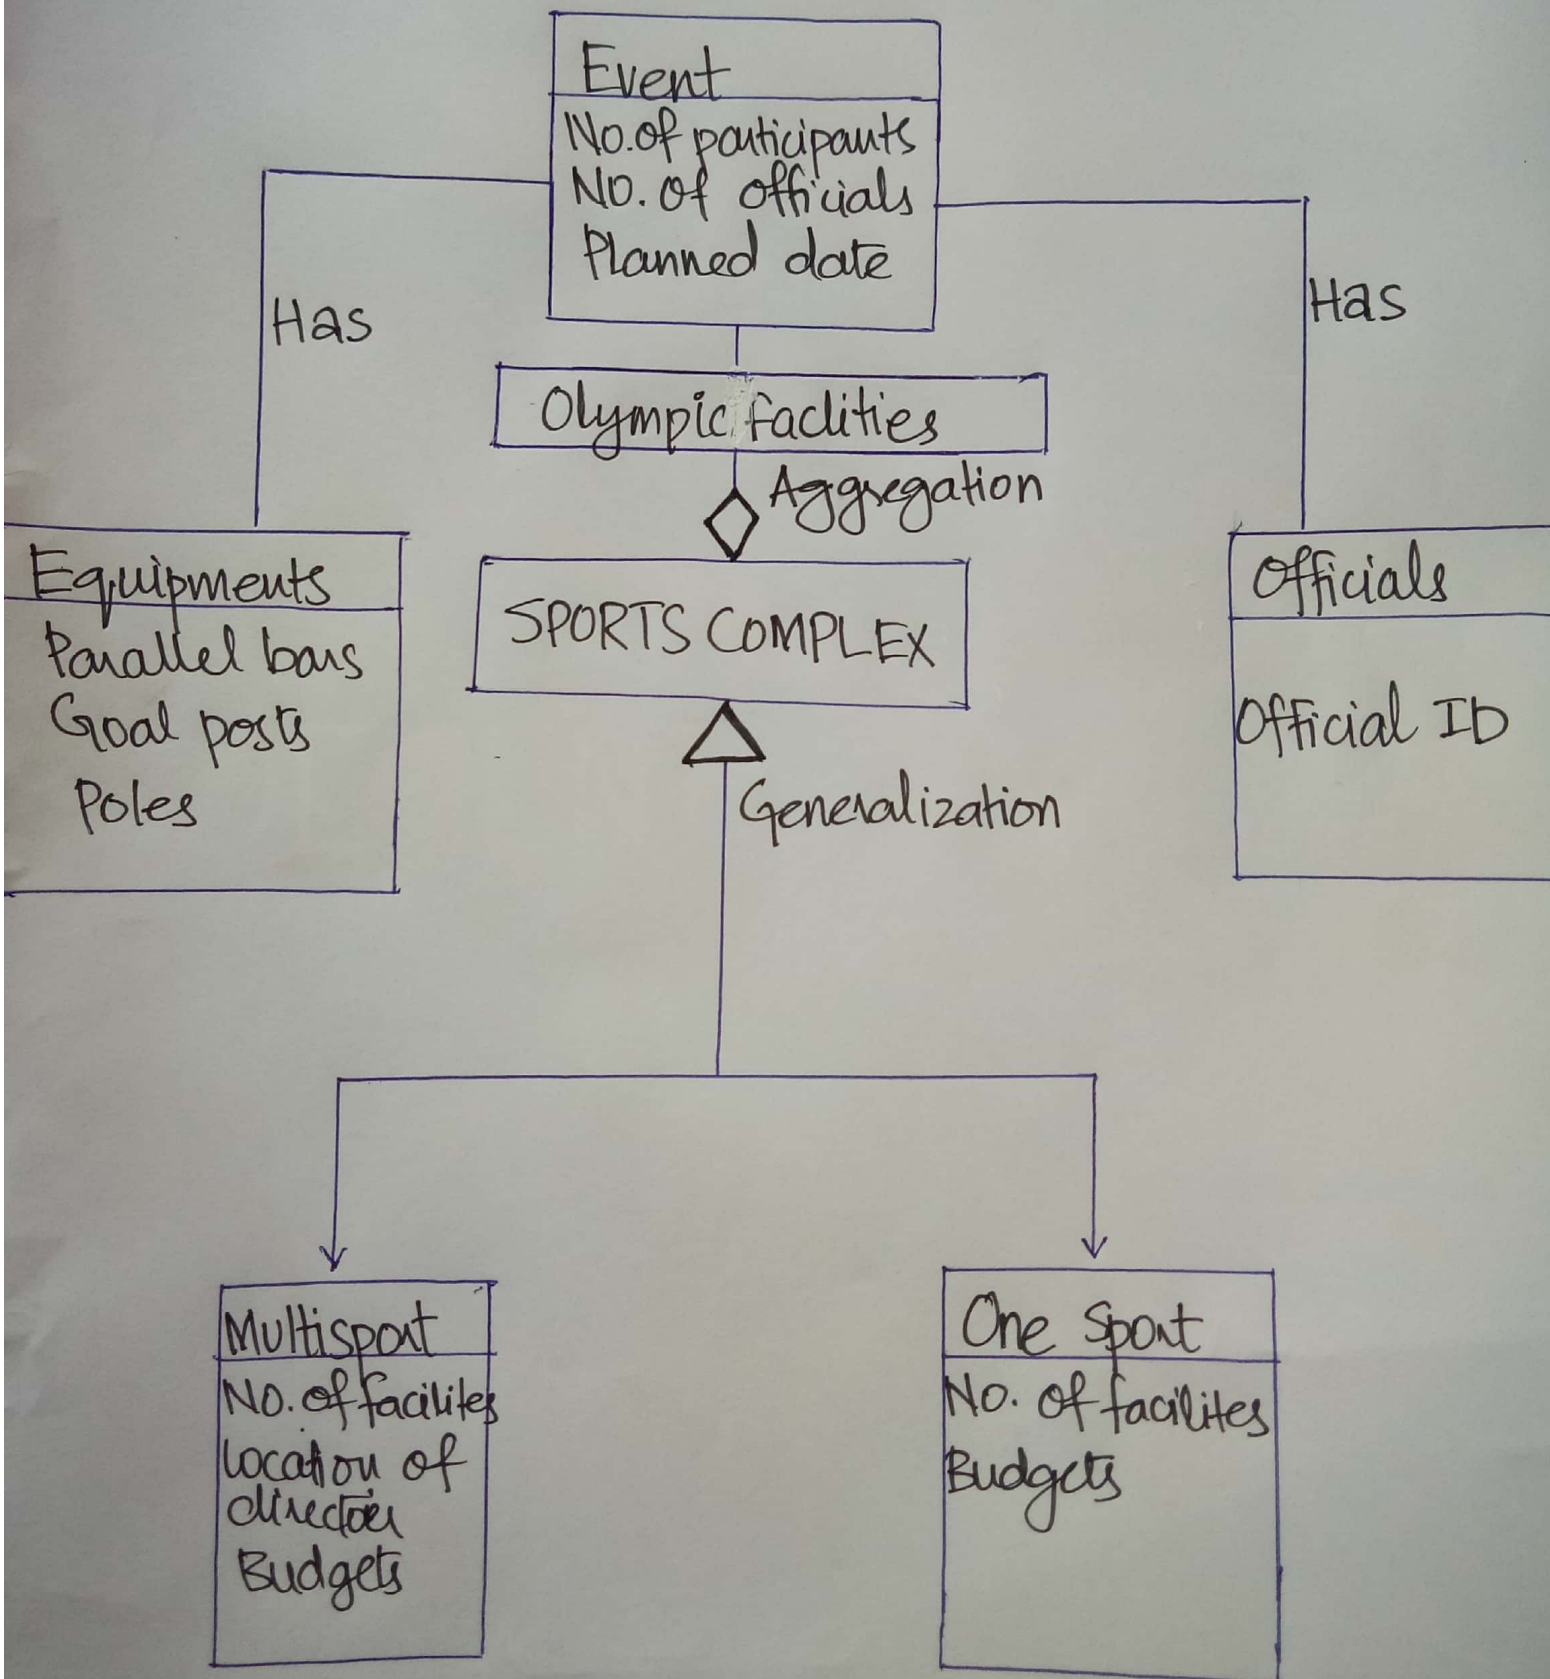 Event
No. of participants
No. of officials
Planned date
Has
Has
Olympic faclities
Aggregation
Equipments
Parallel bars
Goal posts
Poles
SPORTS COMPLEX
Officials
Official ID
Generalization
Multisport
No. of facilites
Location of
director
Budgets
One Sport
No. of facilites
Budgets